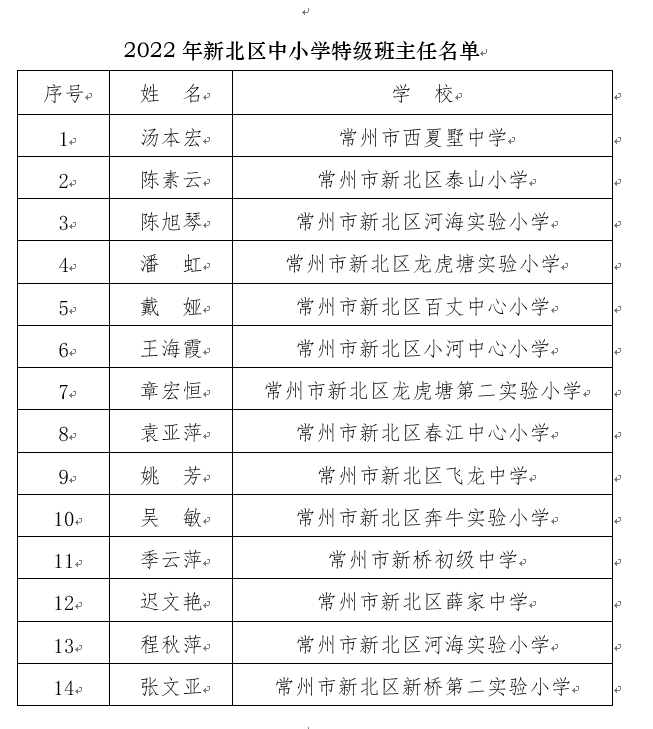 2022 年新北区中小学特级班主任名单
序号 姓 名 学 校
1 汤本宏 常州市西夏墅中学
2 陈素云 常州市新北区泰山小学
3 陈旭琴 常州市新北区河海实验小学
4 潘 虹 常州市新北区龙虎塘实验小学
5 戴 娅 常州市新北区百丈中心小学
6 王海霞 常州市新北区小河中心小学
7 章宏恒 常州市新北区龙虎塘第二实验小学
8 袁亚萍 常州市新北区春江中心小学
9 姚 芳 常州市新北区飞龙中学
10 吴 敏 常州市新北区奔牛实验小学
11 季云萍 常州市新桥初级中学
12 迟文艳 常州市新北区薛家中学
13 程秋萍 常州市新北区河海实验小学
14 张文亚 常州市新北区新桥第二实验小学